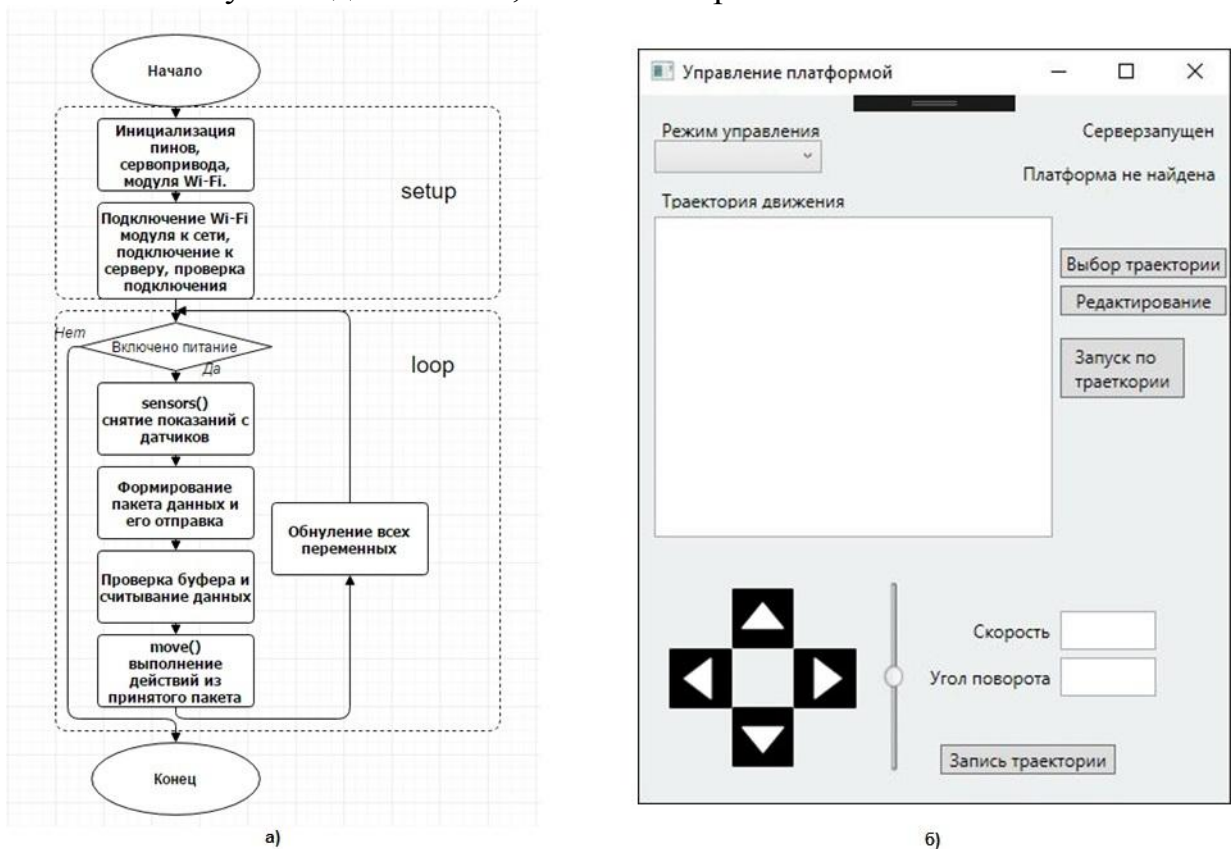 Начало
Инициализация
пинов,
сервопривода,
модуля Wi-Fi.
setup
Подключение Wi-Fi
модуля к сети,
подключение к
серверу, проверка
подключения
Нет
Включено питание
Да
loop
sensors()
снятие показаний с
датчиков
Формирование
пакета данных и
его отправка
Обнуление всех
переменных
Проверка буфера и
считывание данных
move()
выполнение
действий из
принятого пакета
Конец
а)
Управление платформой
Режим управления
Серверзапущен
Платформа не найдена
Траектория движения
Выбор траектории
Редактирование
Запуск по
траеткории
Скорость
Угол поворота
Запись траектории
б)